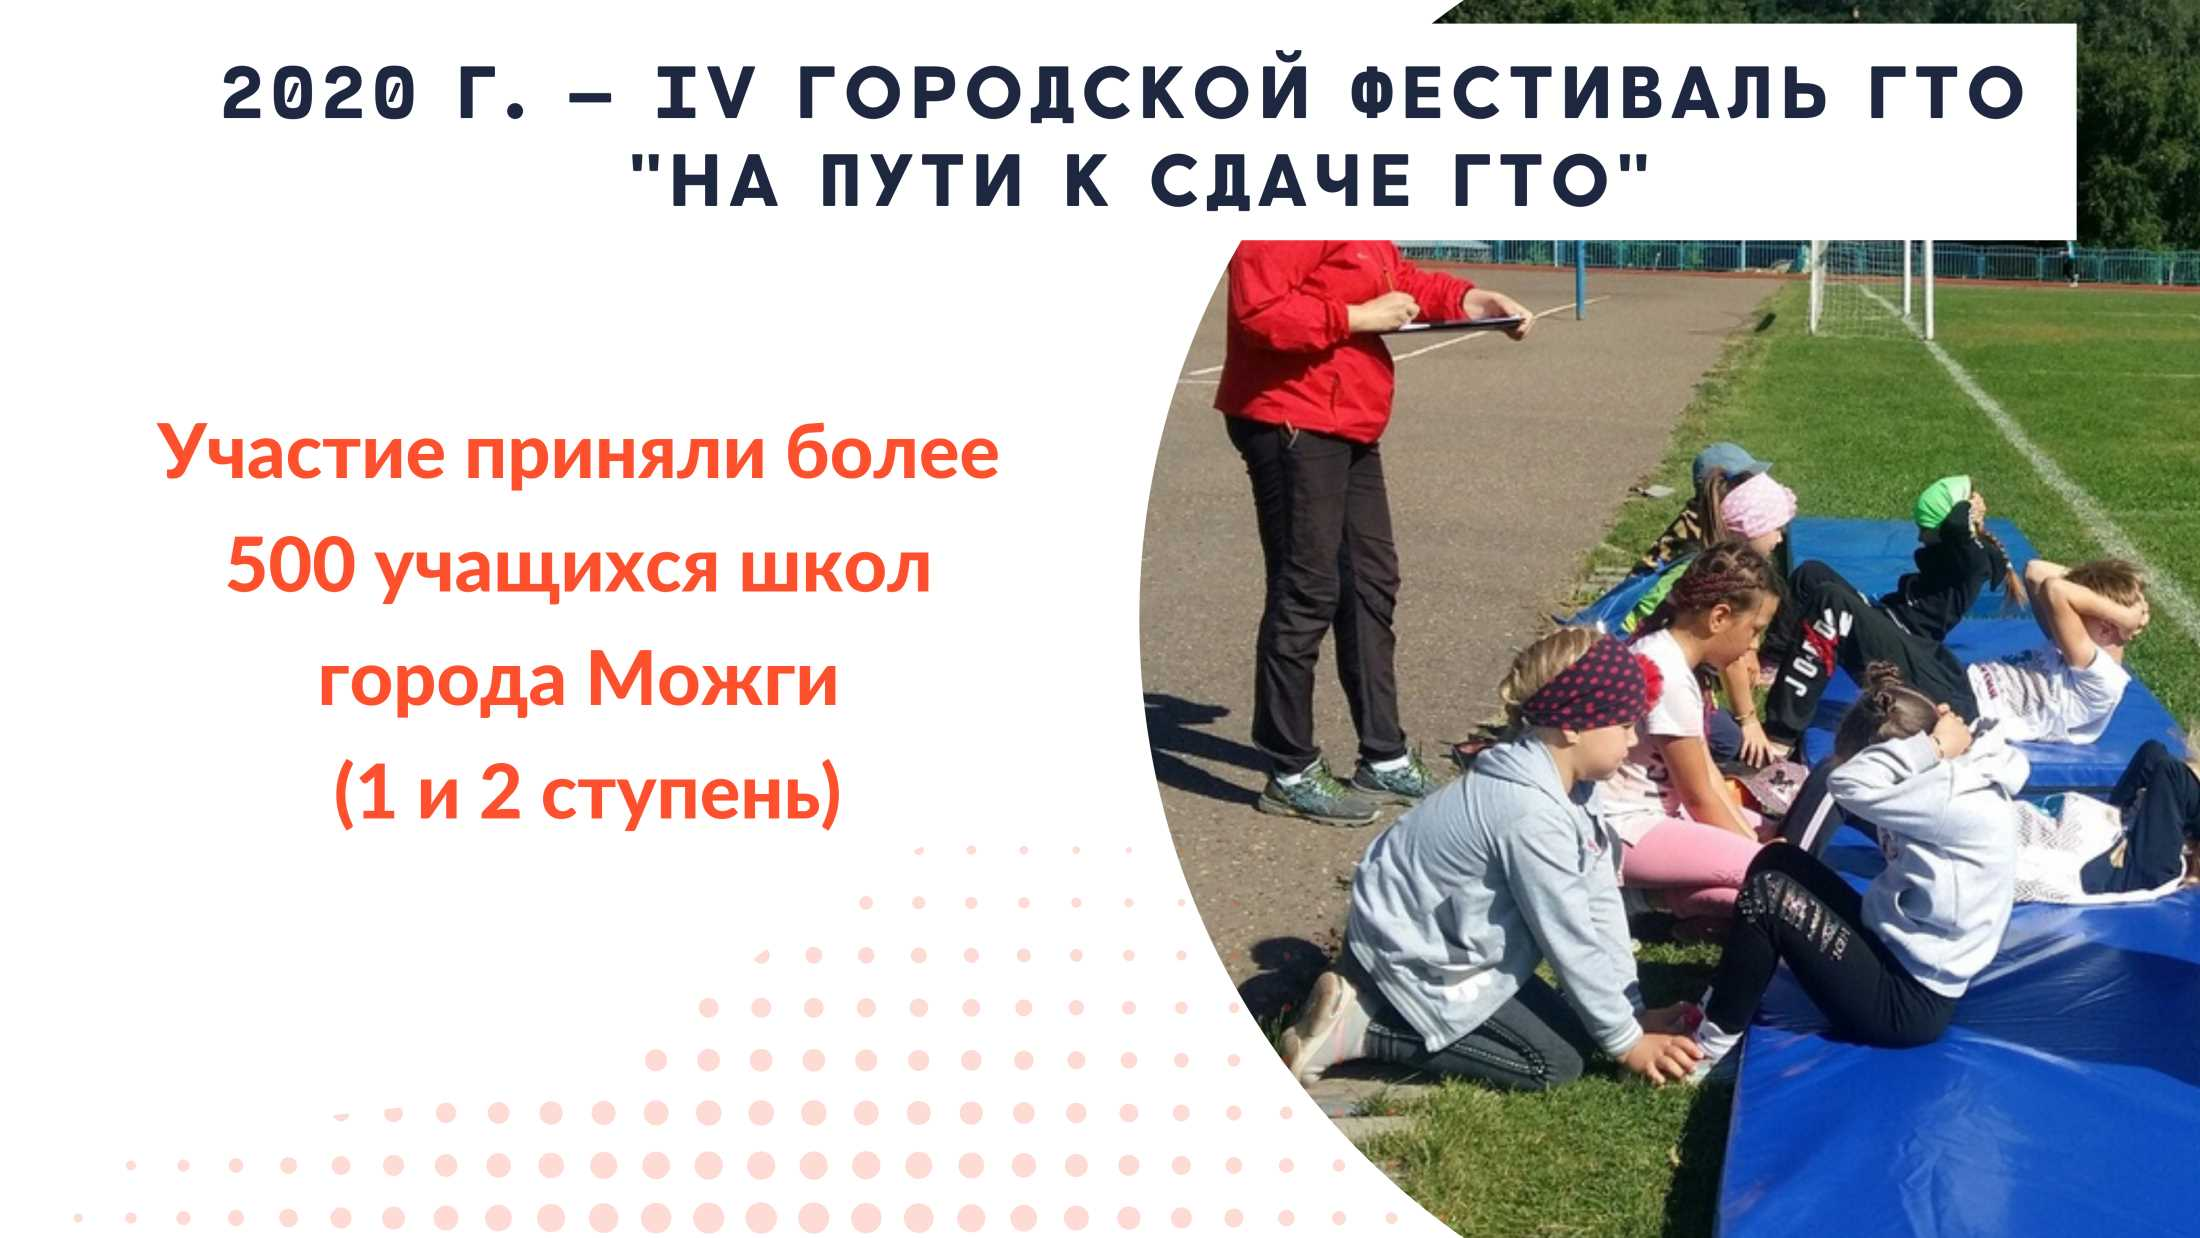 2020 Г. – IV ГОРОДСКОЙ ФЕСТИВАЛЬ ГТО
"НА ПУТИ К СДАЧЕ ГТО"
Участие приняли более
500 учащихся школ
города Можги
(1 и 2 ступень)